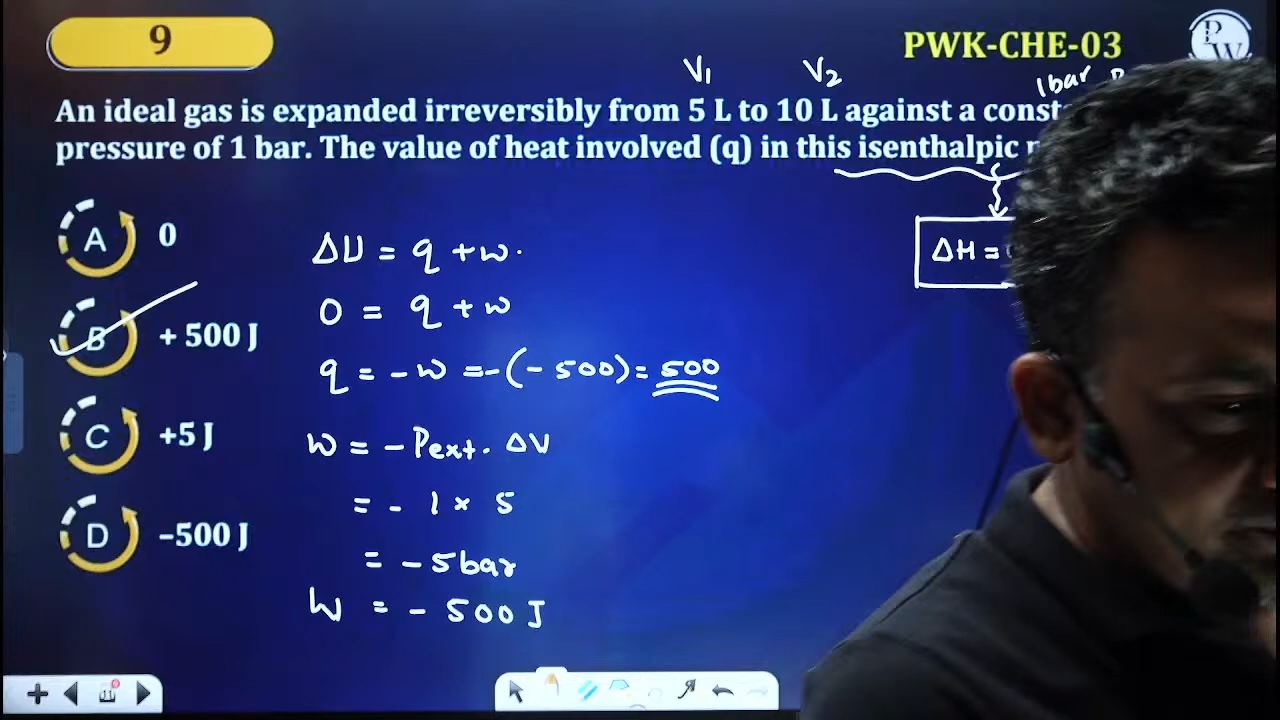 9
PWK-CHE-03
PW
V₁ V₂ 1bar
An ideal gas is expanded irreversibly from 5 L to 10 L against a
pressure of 1 bar. The value of heat involved (q) in this isenthalpic
A 0
ΔU = q + w.
ΔH =
0 = q + w
B + 500 J
q = - w = - (- 500) = 500
C +5 J
W = - Pext. ΔV
= - 1 × 5
D –500 J
= - 5bar
W = - 500 J